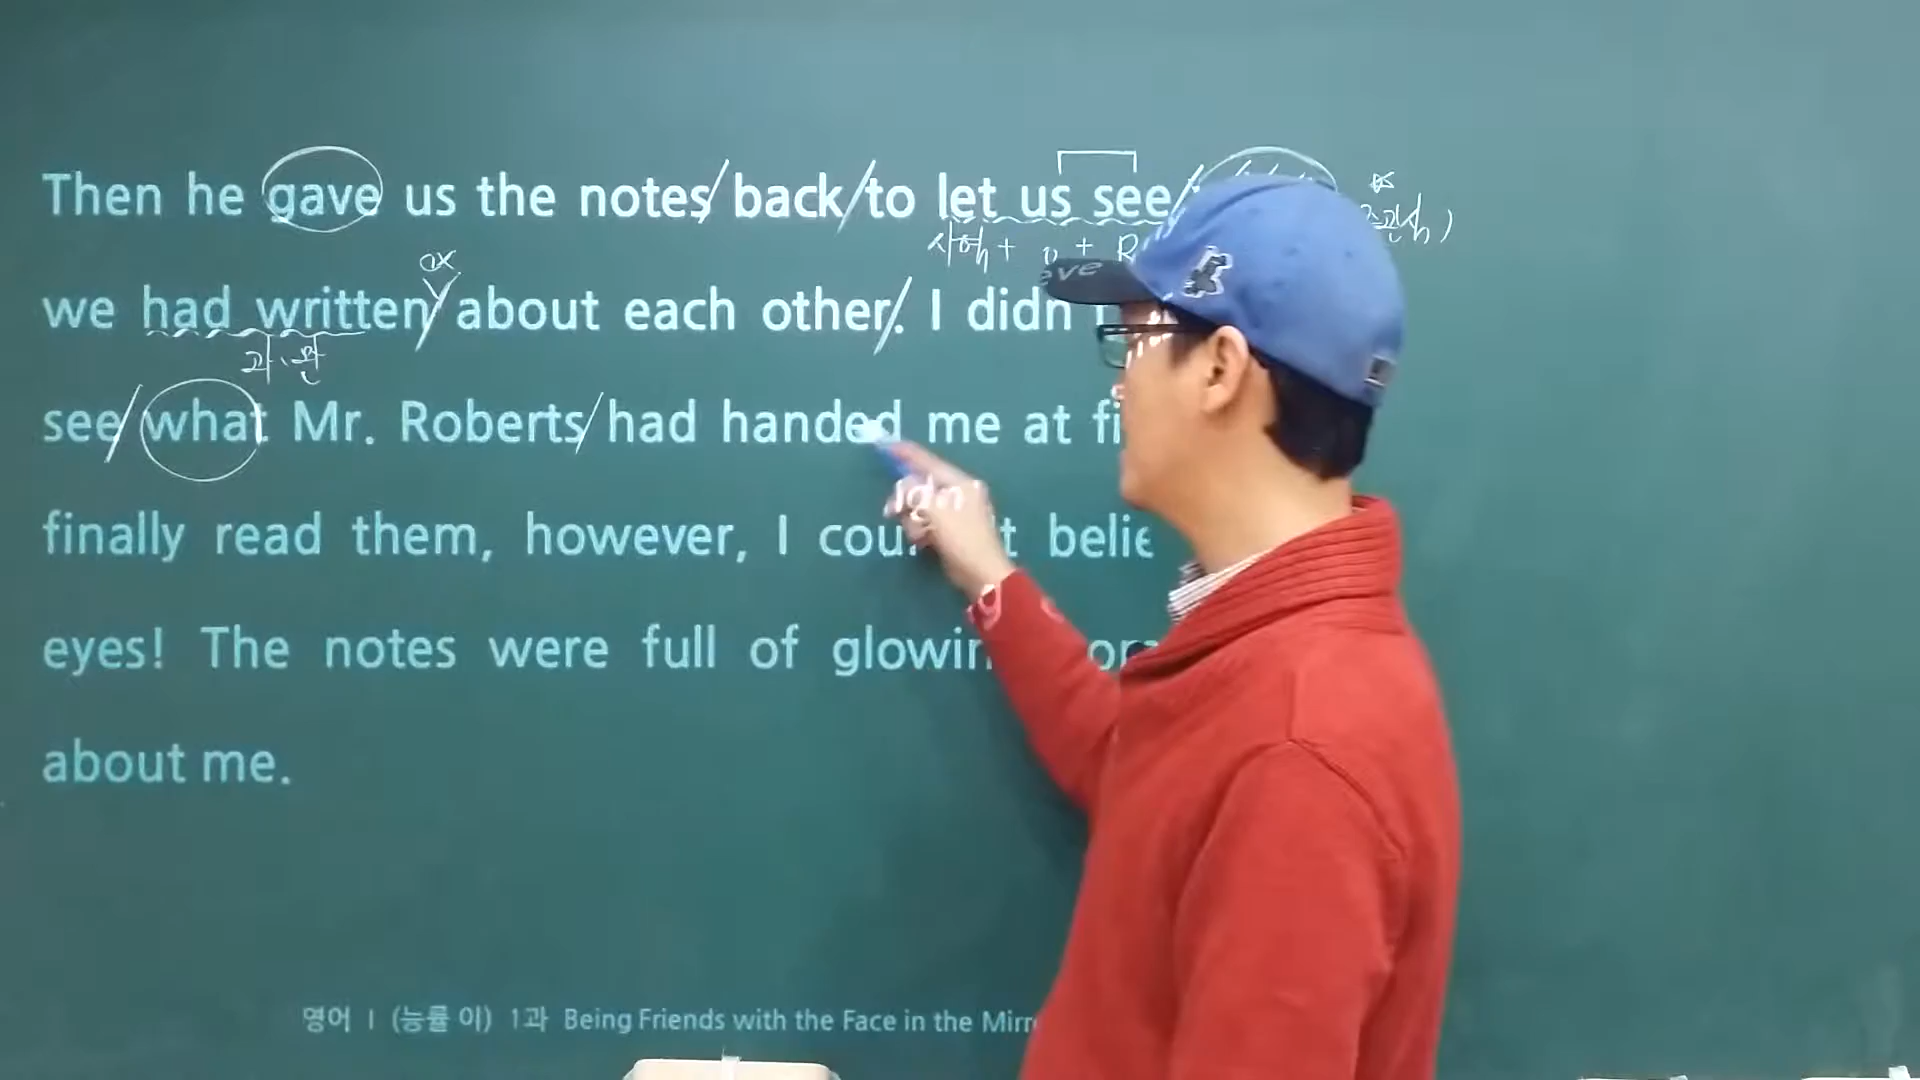 Then he gave us the notes back to let us see
사역 + o + R
we had written about each other. I didn
과·완
see what Mr. Roberts had handed me at fi
finally read them, however, I cou t belie
eyes! The notes were full of glowin
about me.
영어 I (능률 이) 1과 Being Friends with the Face in the Mirr